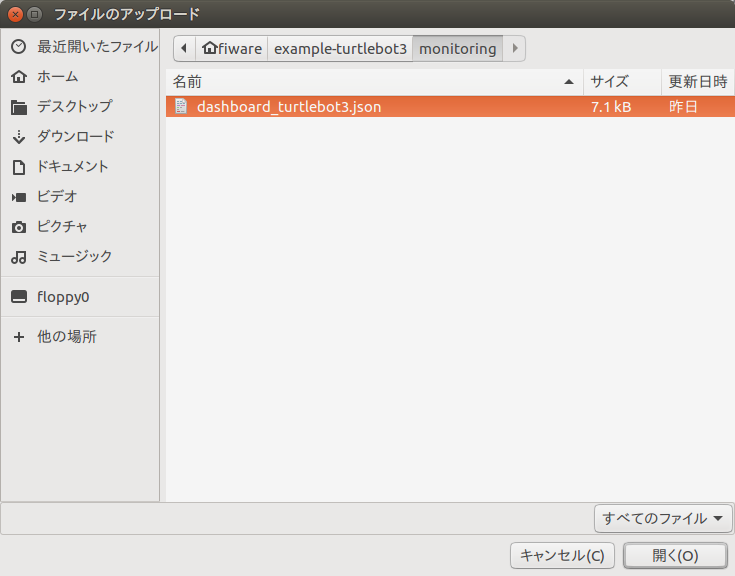 ファイルのアップロード
最近開いたファイル
ホーム
デスクトップ
ダウンロード
ドキュメント
ビデオ
ピクチャ
ミュージック
floppy0
他の場所
fiware example-turtlebot3 monitoring
名前 サイズ 更新日時
dashboard_turtlebot3.json 7.1 kB 昨日
すべてのファイル
キャンセル(C) 開く(O)